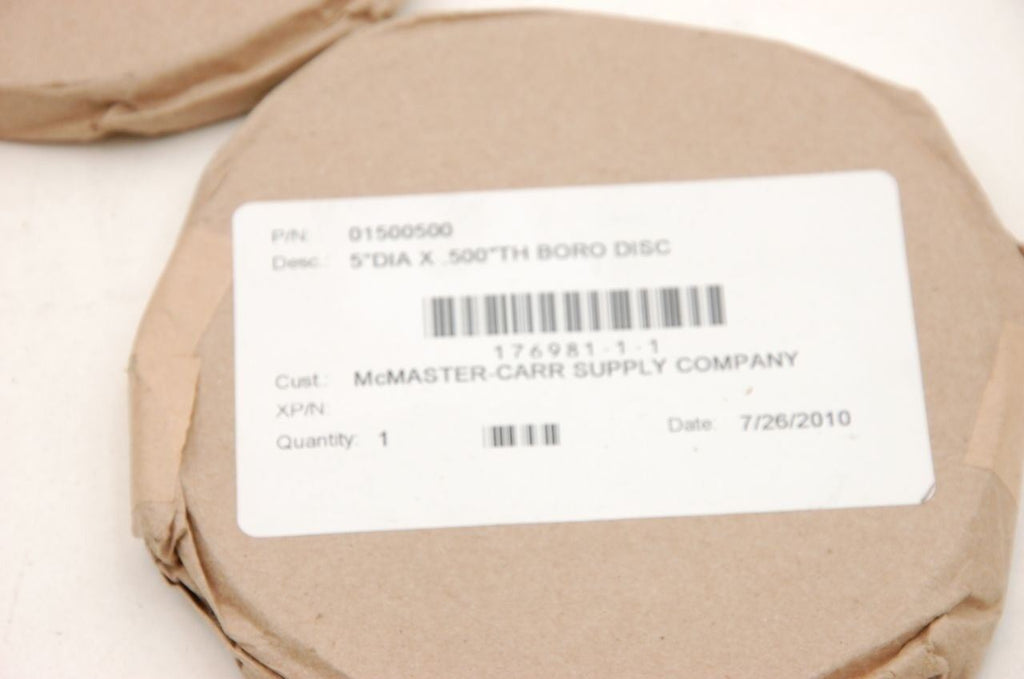 P/N: 01500500
Desc.: 5"DIA X .500"TH BORO DISC
176981-1-1
Cust.: McMASTER-CARR SUPPLY COMPANY
XP/N:
Quantity: 1 Date: 7/26/2010